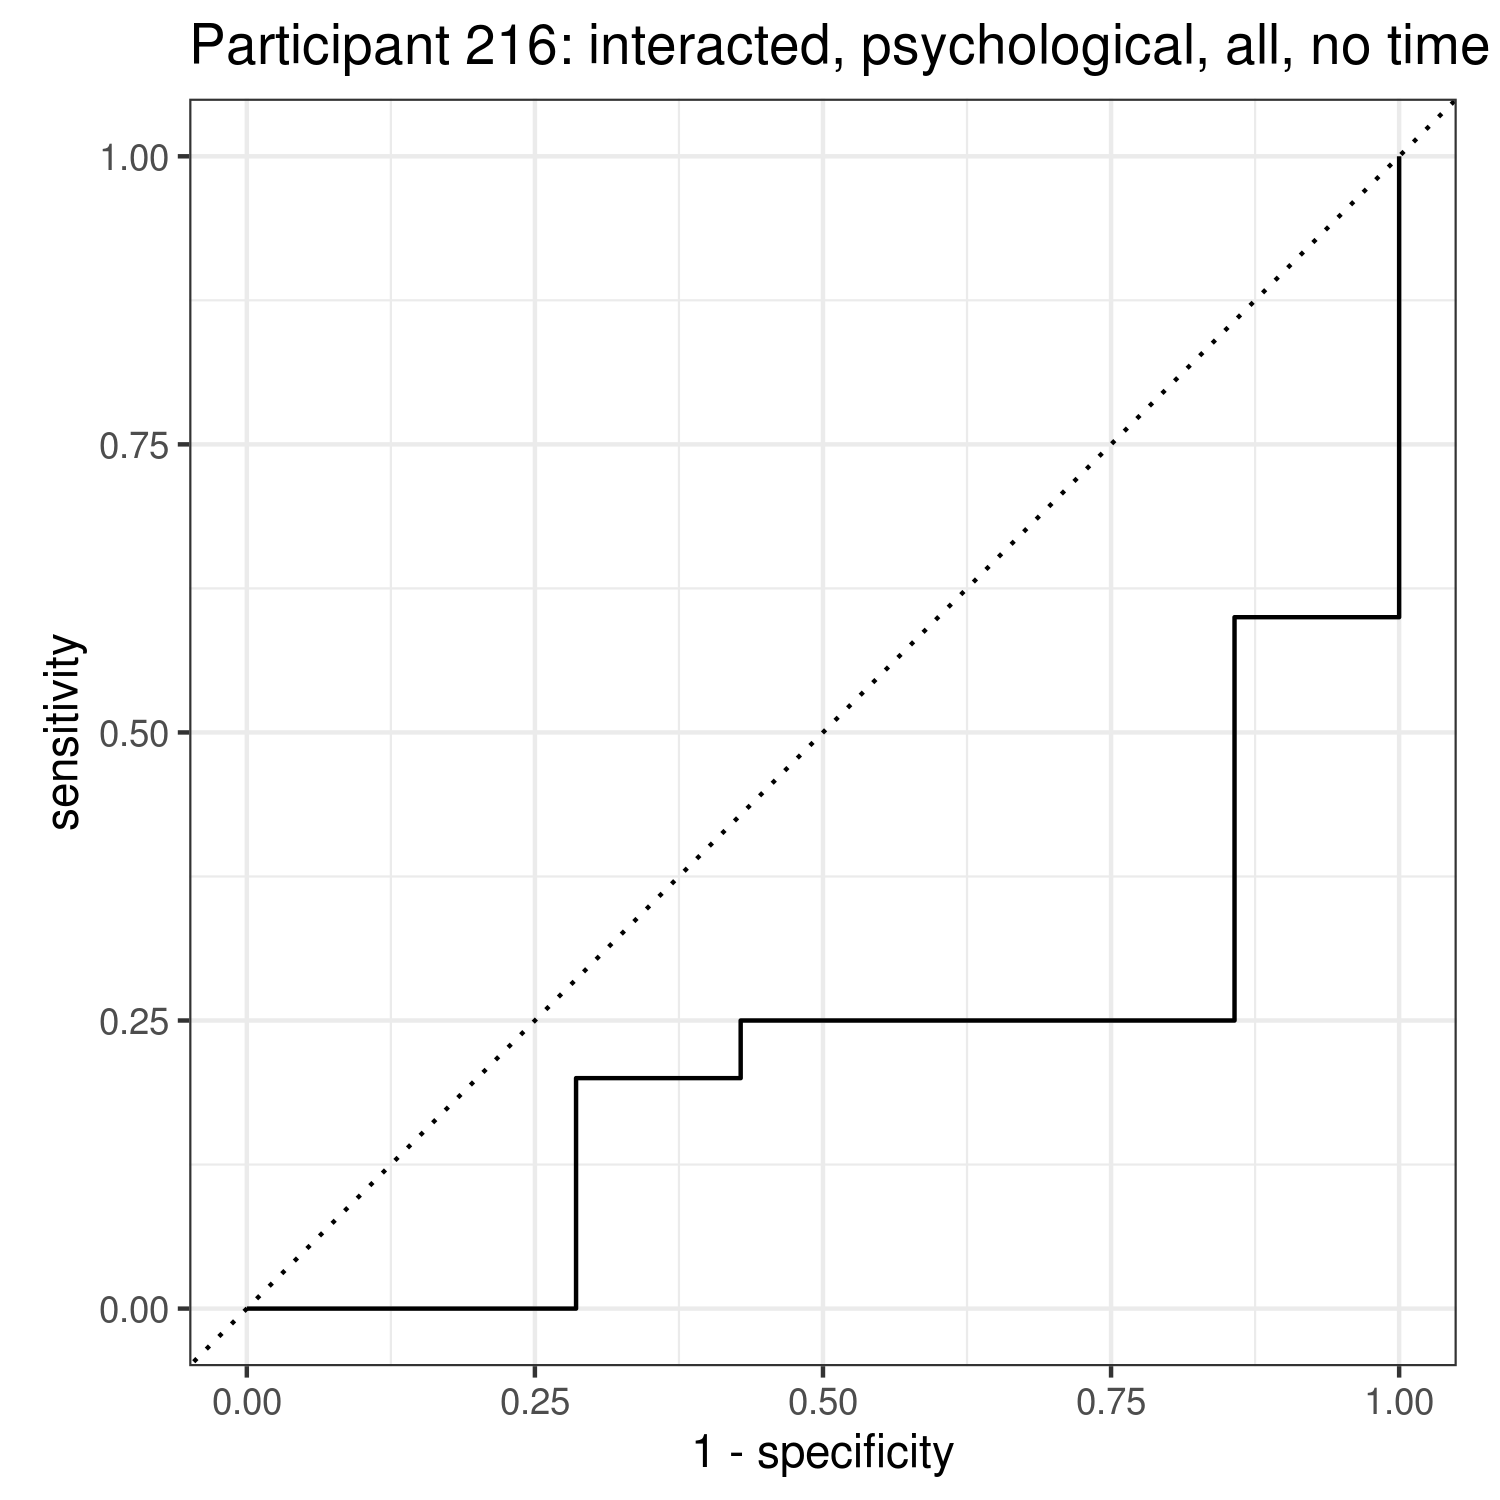 Participant 216: interacted, psychological, all, no time
1.00
0.75
0.50
0.25
0.00
sensitivity
0.00 0.25 0.50 0.75 1.00
1 - specificity